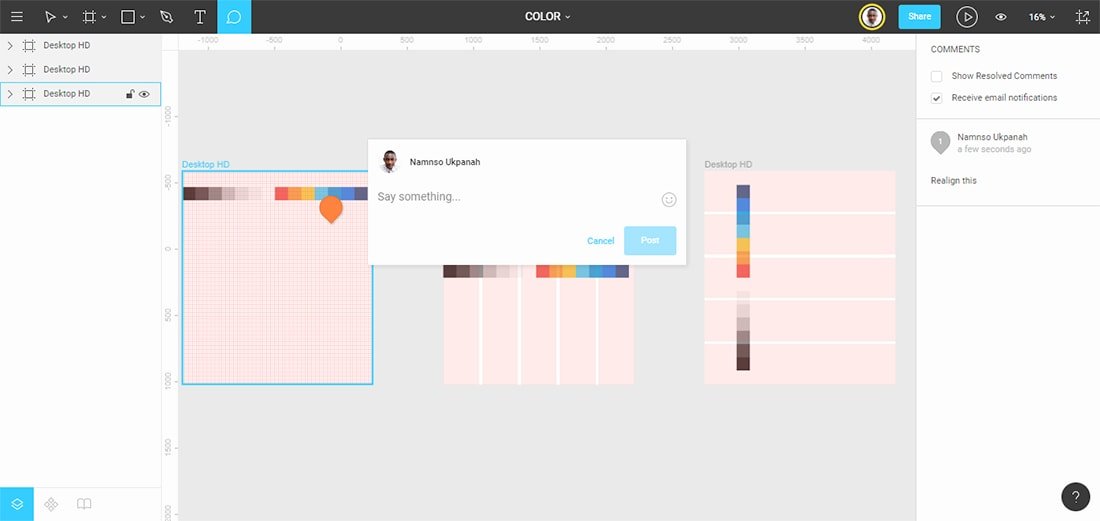 T
COLOR
Share
16%
Desktop HD
Desktop HD
Desktop HD
-1000
-500
0
500
1000
1500
2000
2500
3000
3500
4000
-1000
-500
0
500
1000
1500
2000
Desktop HD
Namnso Ukpanah
Say something...
Cancel
Post
Desktop HD
COMMENTS
Show Resolved Comments
Receive email notifications
1
Namnso Ukpanah
a few seconds ago
Realign this
?